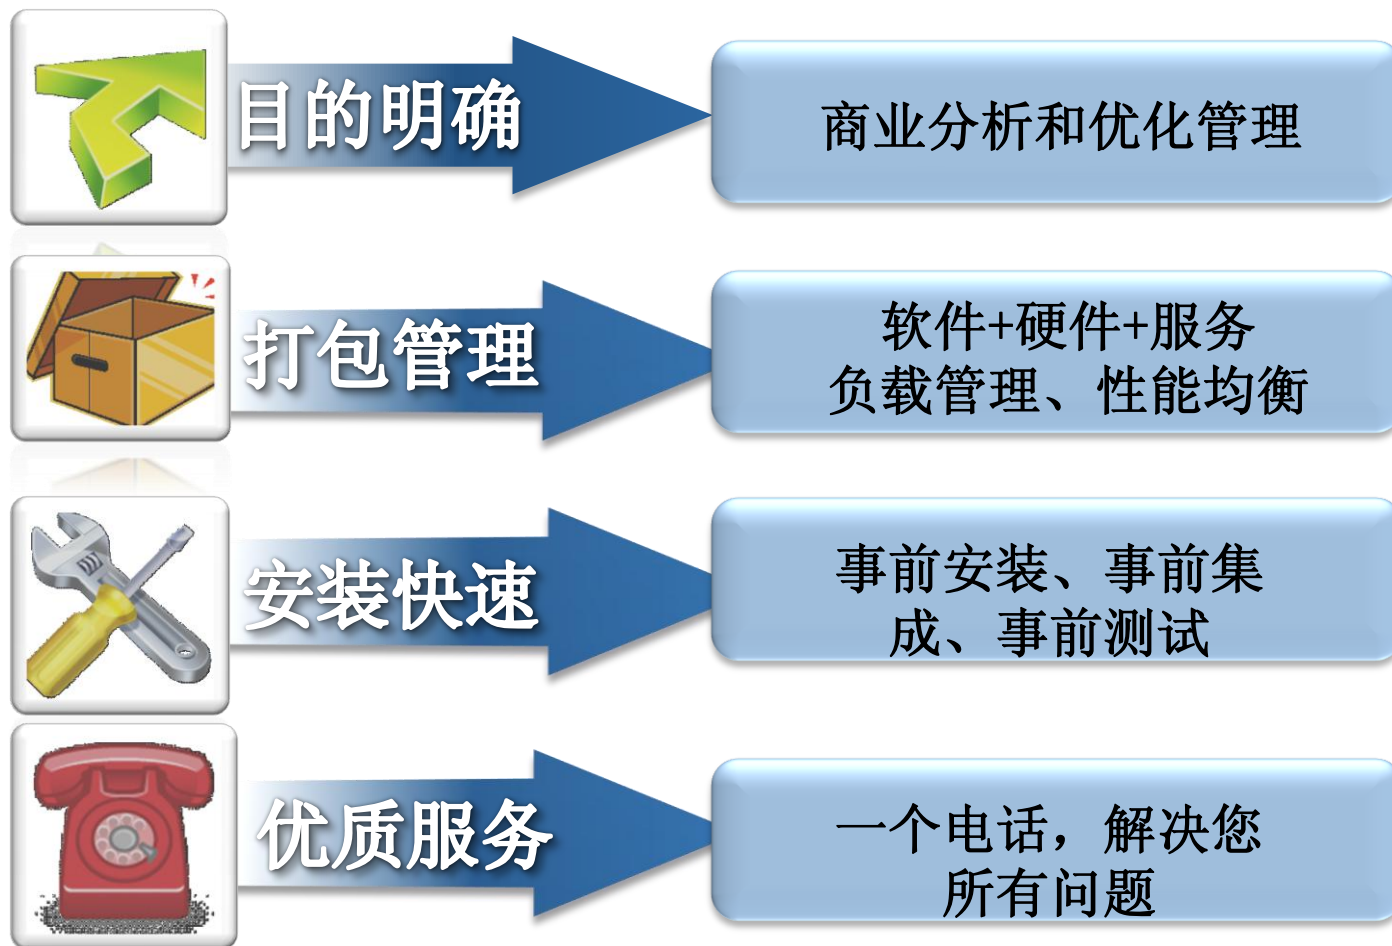 目的明确
商业分析和优化管理
打包管理
软件+硬件+服务
负载管理、性能均衡
安装快速
事前安装、事前集
成、事前测试
优质服务
一个电话，解决您
所有问题